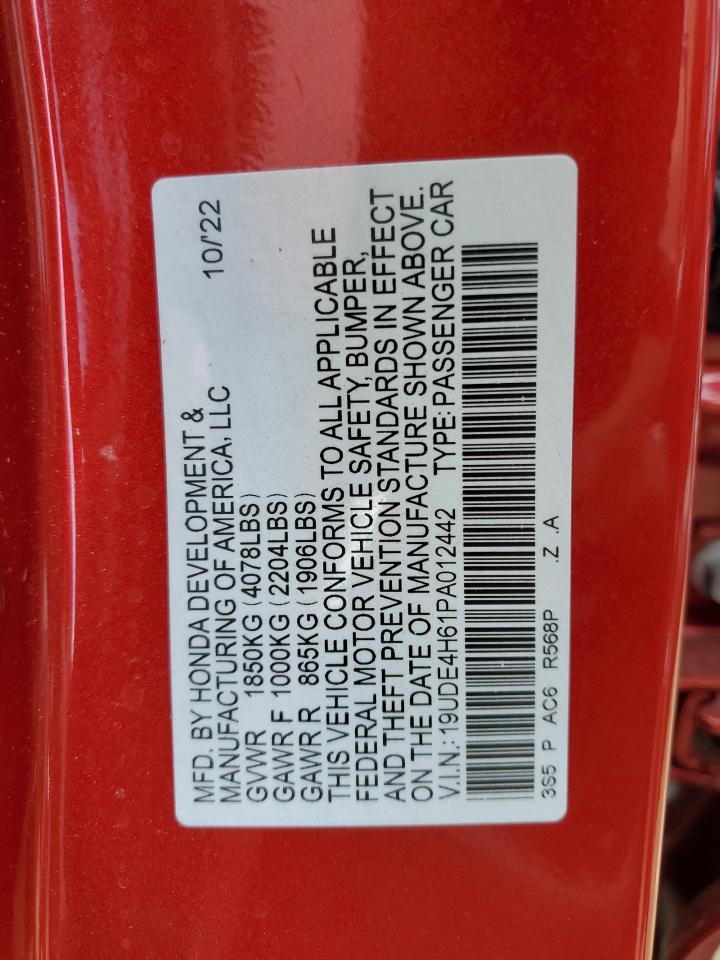 MFD. BY HONDA DEVELOPMENT &
MANUFACTURING OF AMERICA, LLC 10/'22
GVWR 1850KG (4078LBS)
GAWR F 1000KG (2204LBS)
GAWR R 865KG (1906LBS)
THIS VEHICLE CONFORMS TO ALL APPLICABLE
FEDERAL MOTOR VEHICLE SAFETY, BUMPER,
AND THEFT PREVENTION STANDARDS IN EFFECT
ON THE DATE OF MANUFACTURE SHOWN ABOVE.
V.I.N.: 19UDE4H61PA012442 TYPE: PASSENGER CAR
3S5 P AC6 R568P .Z .A